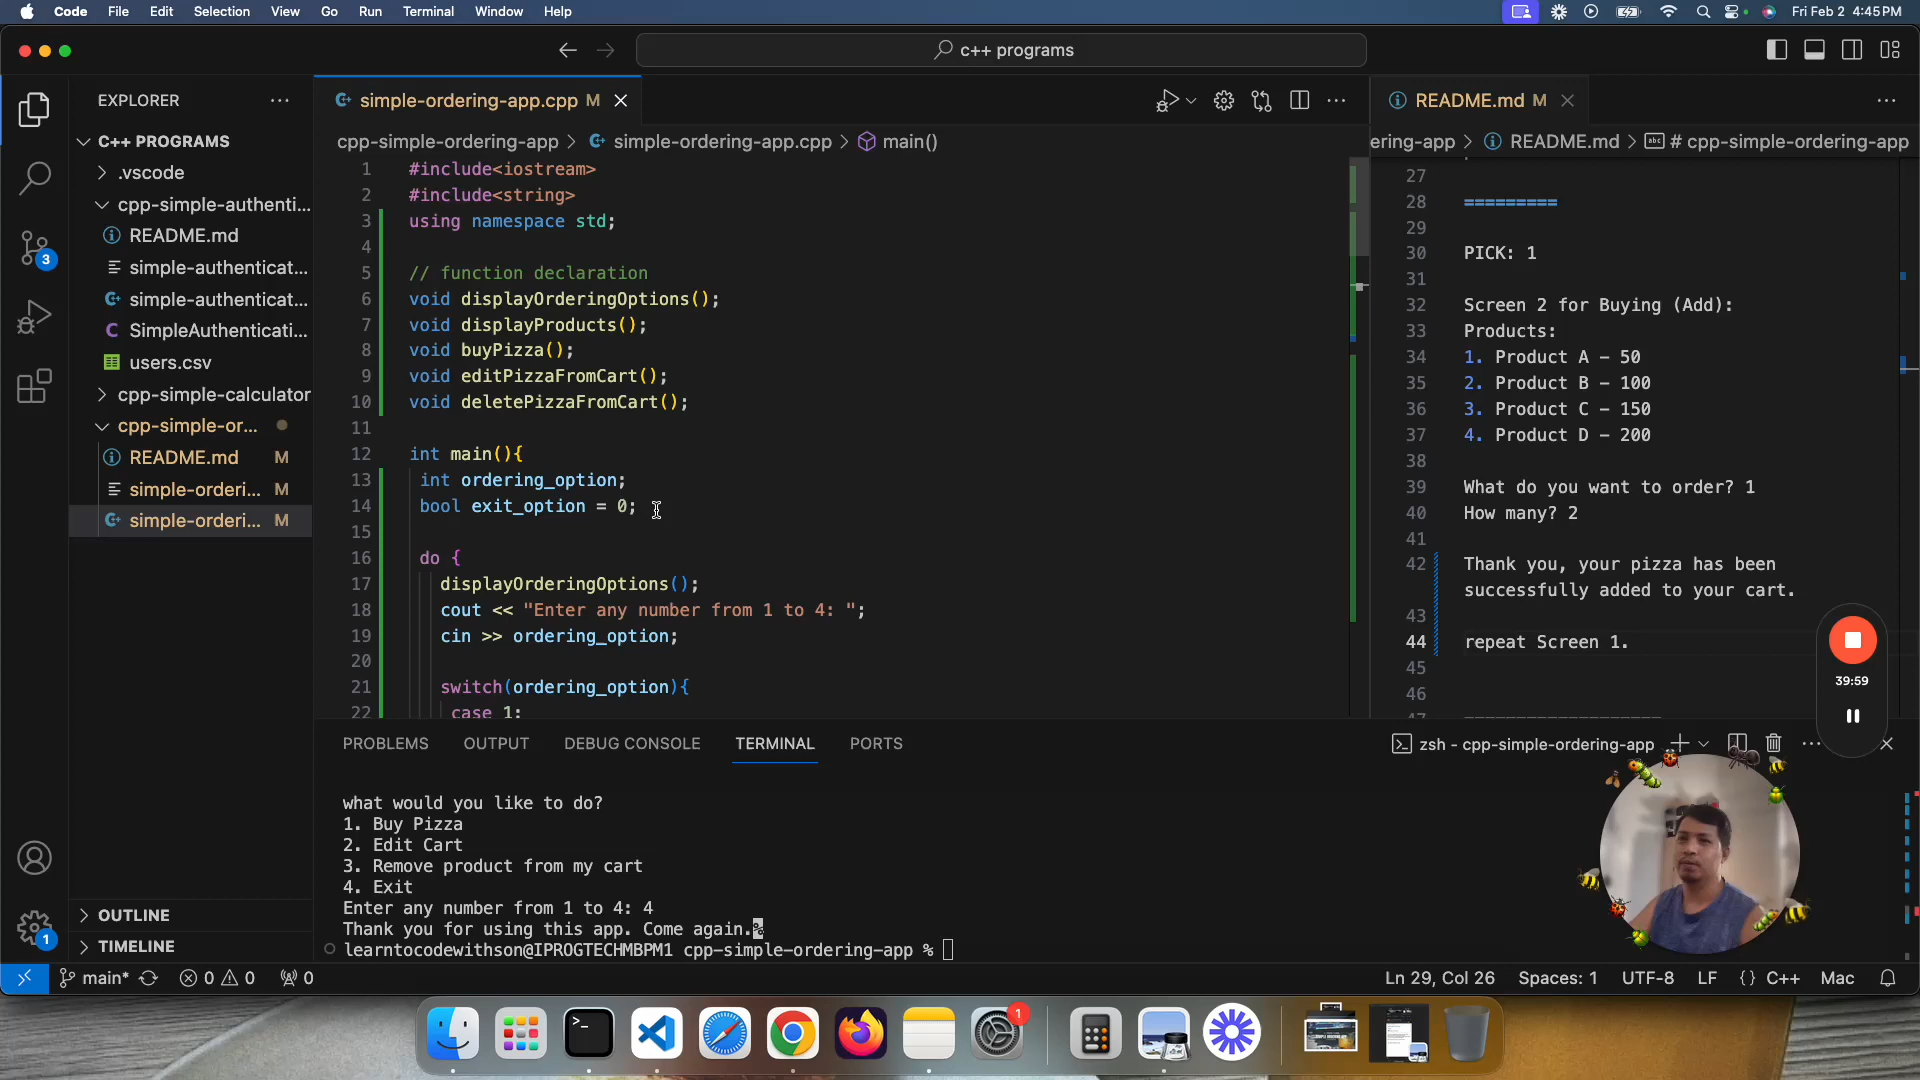 Code File Edit Selection View Go Run Terminal Window Help
Fri Feb 2 4:45 PM
c++ programs
EXPLORER
C++ PROGRAMS
.vscode
cpp-simple-authenti...
README.md
simple-authenticat...
simple-authenticat...
SimpleAuthenticati...
users.csv
cpp-simple-calculator
cpp-simple-or...
README.md M
simple-orderi... M
simple-orderi... M
OUTLINE
TIMELINE
3
1
simple-ordering-app.cpp M
cpp-simple-ordering-app > simple-ordering-app.cpp > main()
1 #include<iostream>
2 #include<string>
3 using namespace std;
4
5 // function declaration
6 void displayOrderingOptions();
7 void displayProducts();
8 void buyPizza();
9 void editPizzaFromCart();
10 void deletePizzaFromCart();
11
12 int main(){
13 int ordering_option;
14 bool exit_option = 0;
15
16 do {
17 displayOrderingOptions();
18 cout << "Enter any number from 1 to 4: ";
19 cin >> ordering_option;
20
21 switch(ordering_option){
22 case 1:
README.md M
ering-app > README.md > # cpp-simple-ordering-app
27
28 =========
29
30 PICK: 1
31
32 Screen 2 for Buying (Add):
33 Products:
34 1. Product A – 50
35 2. Product B – 100
36 3. Product C – 150
37 4. Product D – 200
38
39 What do you want to order? 1
40 How many? 2
41
42 Thank you, your pizza has been
successfully added to your cart.
43
44 repeat Screen 1.
45
46
47
39:59
PROBLEMS OUTPUT DEBUG CONSOLE TERMINAL PORTS
zsh - cpp-simple-ordering-app
what would you like to do?
1. Buy Pizza
2. Edit Cart
3. Remove product from my cart
4. Exit
Enter any number from 1 to 4: 4
Thank you for using this app. Come again.%
learntocodewithson@IPROGTECHMBPM1 cpp-simple-ordering-app %
main* 0 0 0
Ln 29, Col 26 Spaces: 1 UTF-8 LF {} C++ Mac
1